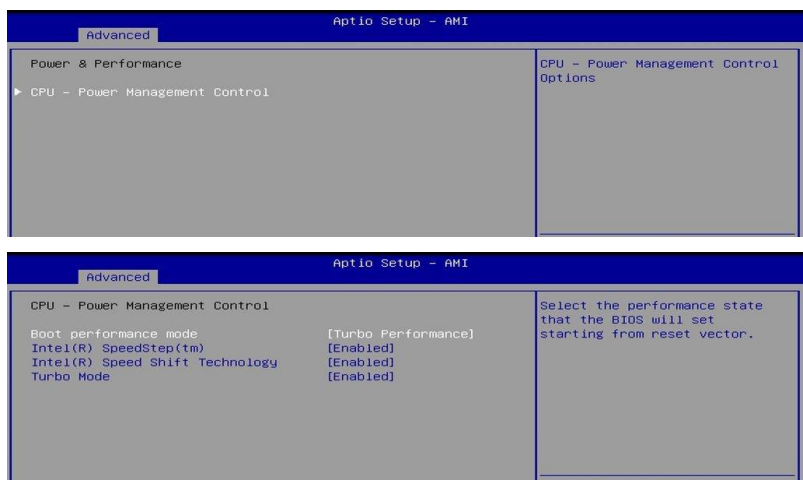 Aptio Setup – AMI
Advanced
Power & Performance
CPU – Power Management Control
CPU – Power Management Control
Options
Aptio Setup – AMI
Advanced
CPU – Power Management Control
Boot performance mode [Turbo Performance]
Intel(R) SpeedStep(tm) [Enabled]
Intel(R) Speed Shift Technology [Enabled]
Turbo Mode [Enabled]
Select the performance state
that the BIOS will set
starting from reset vector.